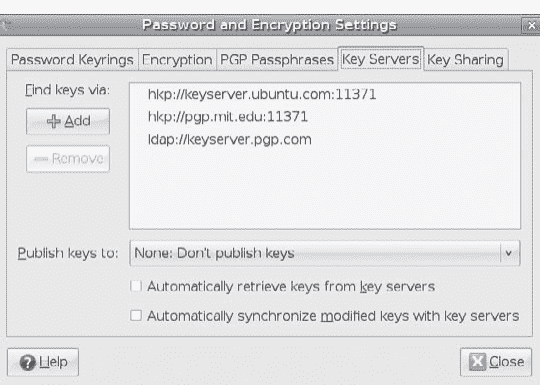 Password and Encryption Settings
Password Keyrings Encryption PGP Passphrases Key Servers Key Sharing
Find keys via:
hkp://keyserver.ubuntu.com:11371
hkp://pgp.mit.edu:11371
ldap://keyserver.pgp.com
Add
Remove
Publish keys to: None: Don't publish keys
Automatically retrieve keys from key servers
Automatically synchronize modified keys with key servers
Help Close